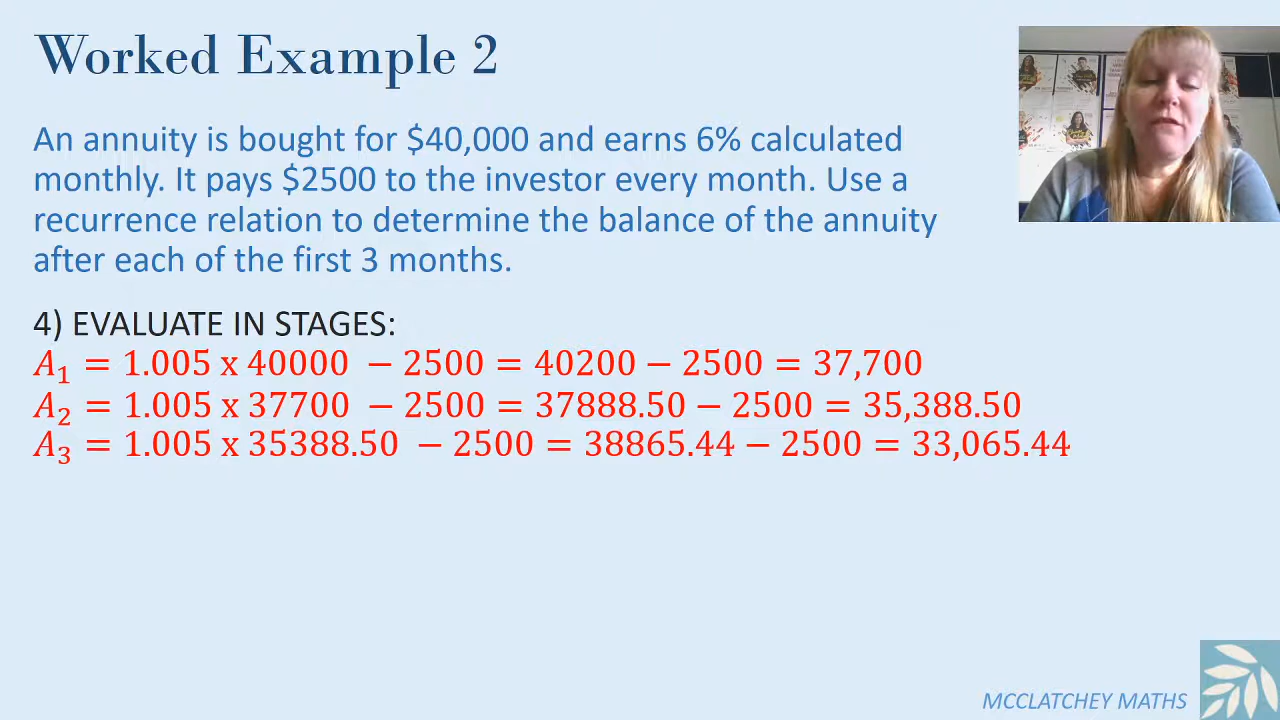 Worked Example 2
An annuity is bought for $40,000 and earns 6% calculated
monthly. It pays $2500 to the investor every month. Use a
recurrence relation to determine the balance of the annuity
after each of the first 3 months.
4) EVALUATE IN STAGES:
A₁ = 1.005 x 40000 − 2500 = 40200 − 2500 = 37,700
A₂ = 1.005 x 37700 − 2500 = 37888.50 − 2500 = 35,388.50
A₃ = 1.005 x 35388.50 − 2500 = 38865.44 − 2500 = 33,065.44
MCCLATCHEY MATHS